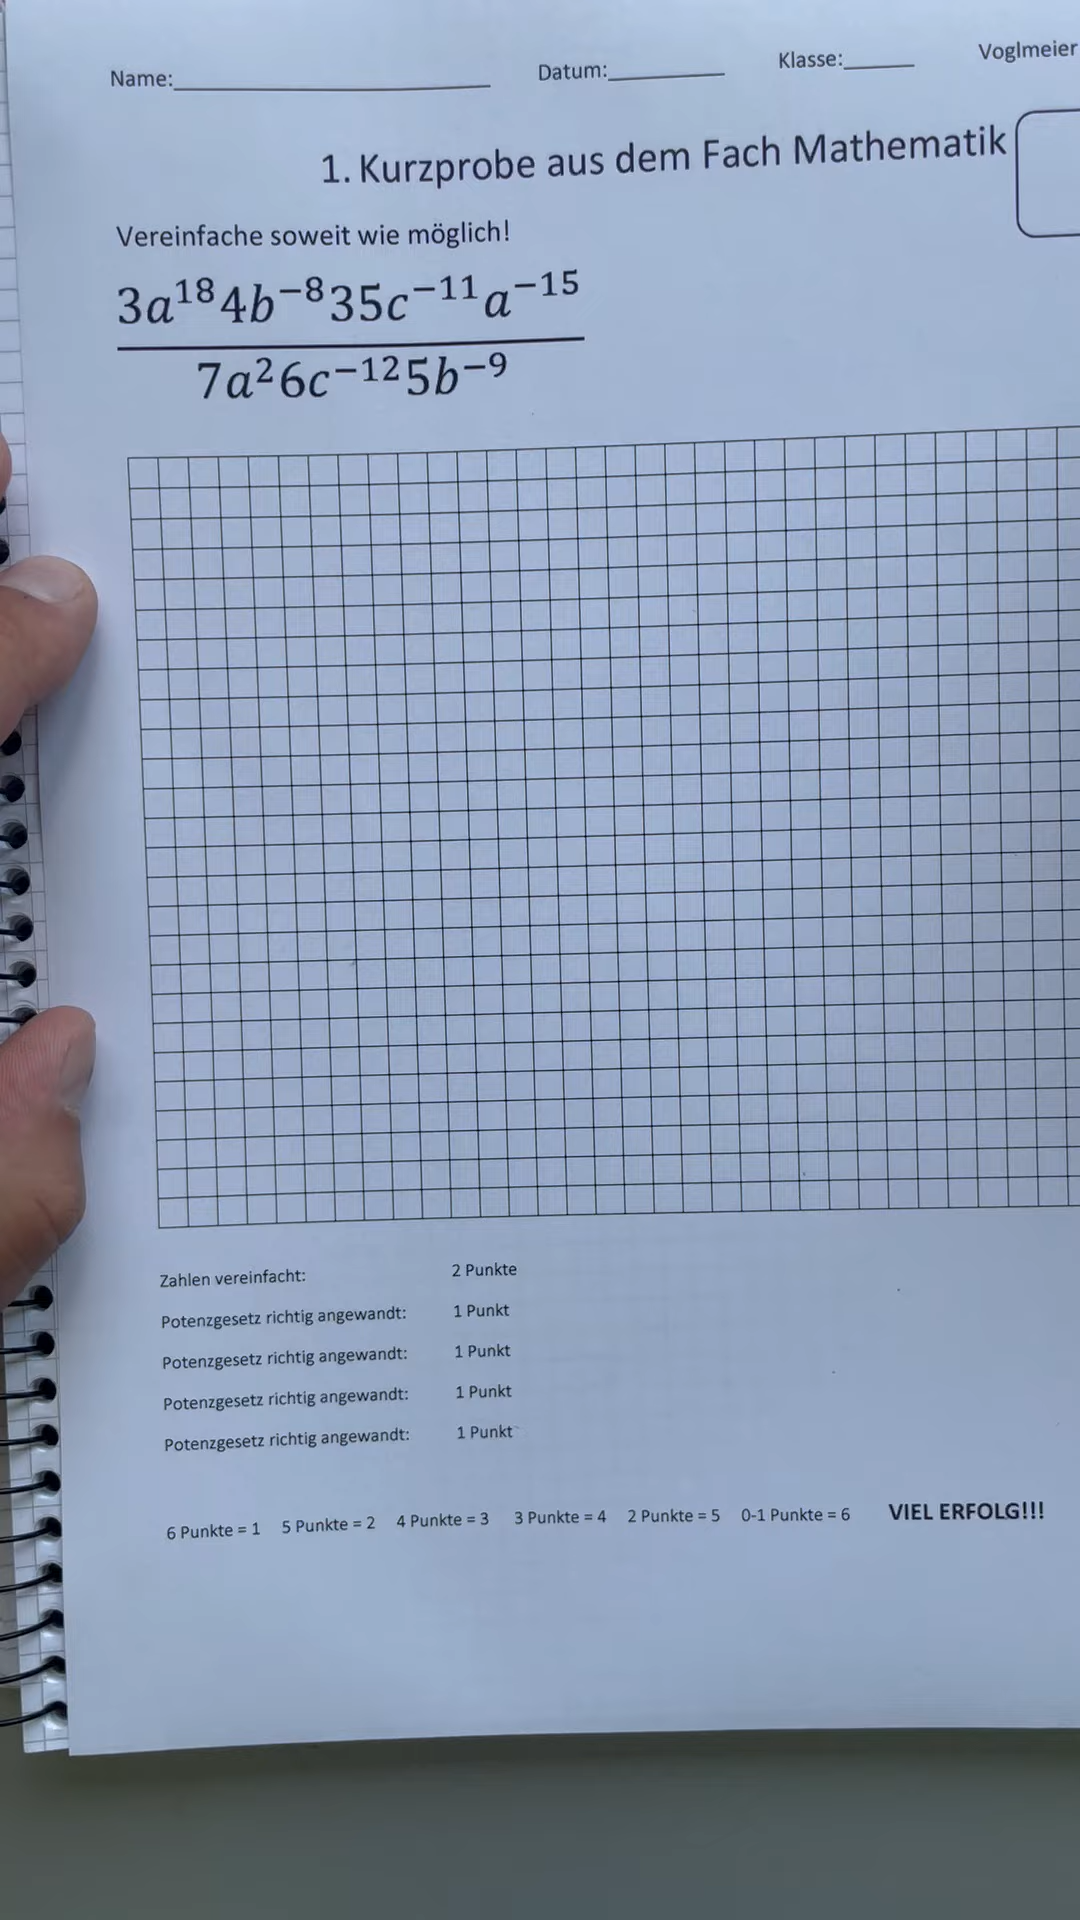 Name:____________ Datum:____________ Klasse:______ Voglmeier
1. Kurzprobe aus dem Fach Mathematik
Vereinfache soweit wie möglich!
3a¹⁸4b⁻⁸35c⁻¹¹a⁻¹⁵
7a²6c⁻¹²5b⁻⁹
Zahlen vereinfacht: 2 Punkte
Potenzgesetz richtig angewandt: 1 Punkt
Potenzgesetz richtig angewandt: 1 Punkt
Potenzgesetz richtig angewandt: 1 Punkt
Potenzgesetz richtig angewandt: 1 Punkt
6 Punkte = 1 5 Punkte = 2 4 Punkte = 3 3 Punkte = 4 2 Punkte = 5 0-1 Punkte = 6 VIEL ERFOLG!!!